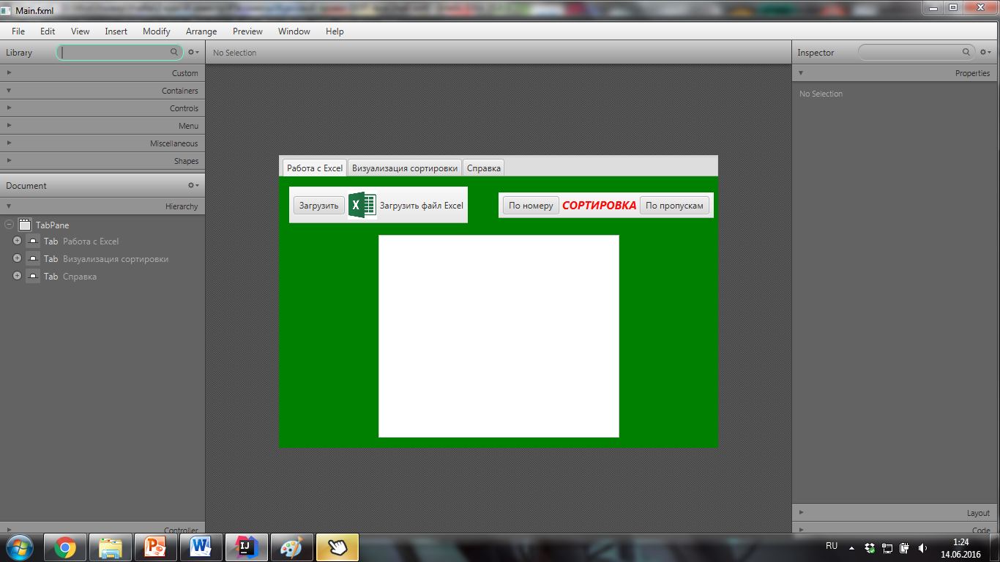 Main.fxml
File Edit View Insert Modify Arrange Preview Window Help
Library
No Selection
Inspector
Custom
Properties
Containers
No Selection
Controls
Menu
Miscellaneous
Shapes
Работа с Excel Визуализация сортировки Справка
Document
Hierarchy
Загрузить X Загрузить файл Excel По номеру СОРТИРОВКА По пропускам
TabPane
Tab Работа с Excel
Tab Визуализация сортировки
Tab Справка
Layout
Controller
Code
RU
1:24
14.06.2016